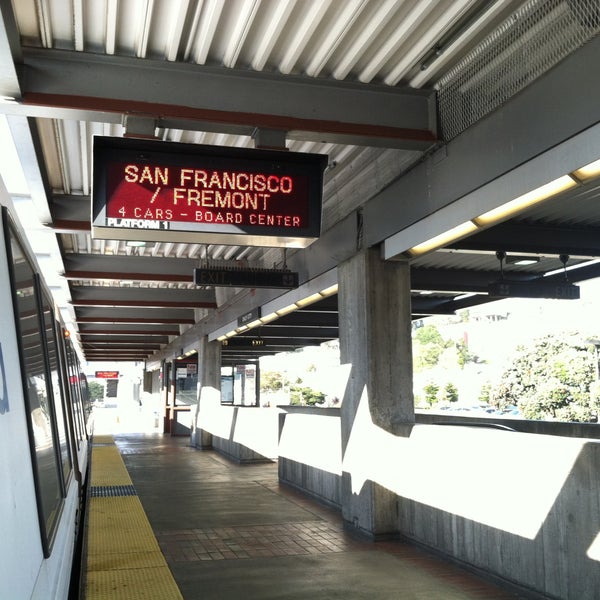 SAN FRANCISCO
/ FREMONT
4 CARS - BOARD CENTER
PLATFORM 1
EXIT